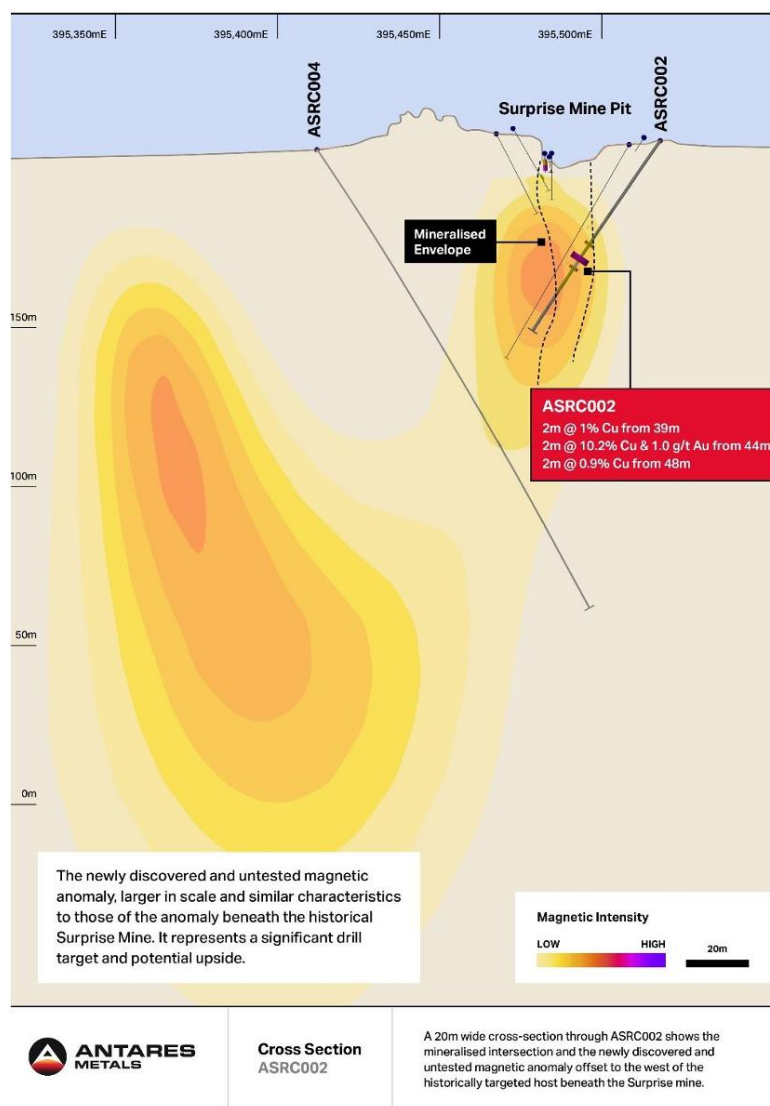 395,350mE
395,400mE
395,450mE
395,500mE
ASRC004
Surprise Mine Pit
ASRC002
Mineralised
Envelope
150m
ASRC002
2m @ 1% Cu from 39m
2m @ 10.2% Cu & 1.0 g/t Au from 44m
2m @ 0.9% Cu from 48m
100m
50m
0m
The newly discovered and untested magnetic
anomaly, larger in scale and similar characteristics
to those of the anomaly beneath the historical
Surprise Mine. It represents a significant drill
target and potential upside.
Magnetic Intensity
LOW
HIGH
20m
ANTARES
METALS
Cross Section
ASRC002
A 20m wide cross-section through ASRC002 shows the
mineralised intersection and the newly discovered and
untested magnetic anomaly offset to the west of the
historically targeted host beneath the Surprise mine.